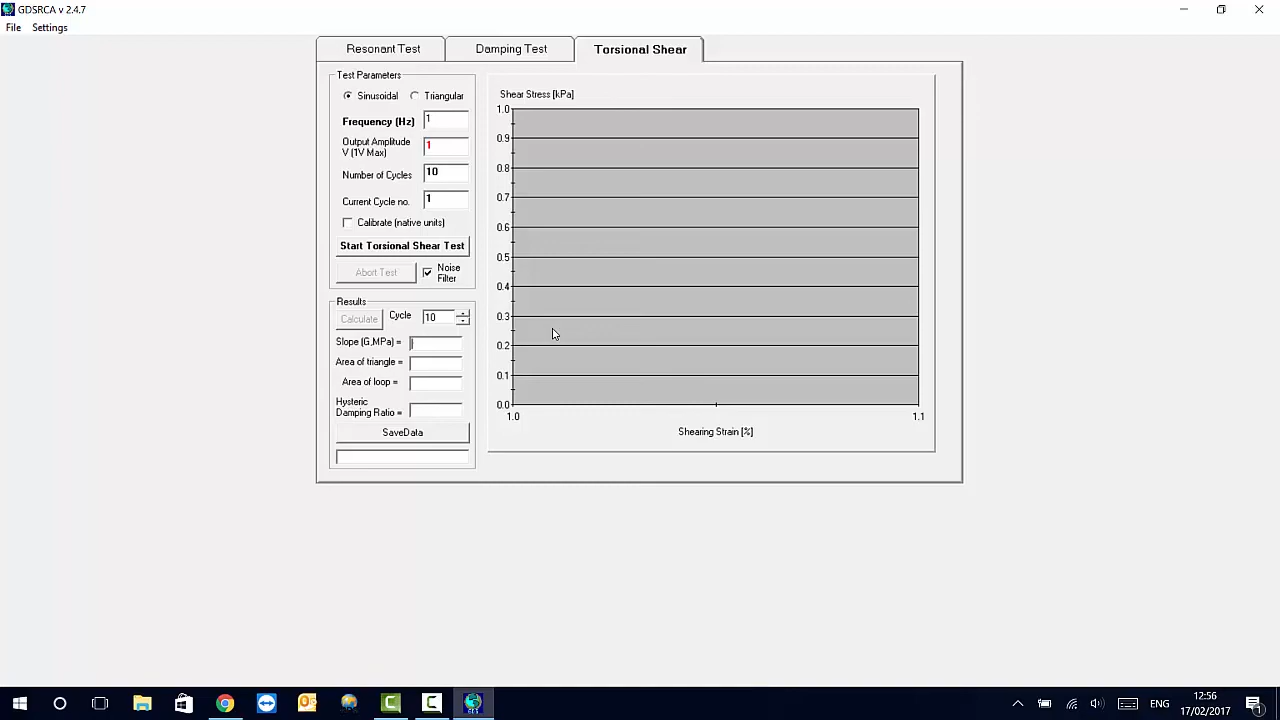 GDSRCA v 2.4.7
File Settings
Resonant Test Damping Test Torsional Shear
Test Parameters
Sinusoidal Triangular
Frequency (Hz) 1
Output Amplitude
V (1V Max) 1
Number of Cycles 10
Current Cycle no. 1
Calibrate (native units)
Start Torsional Shear Test
Abort Test Noise
Filter
Results
Calculate Cycle 10
Slope (G,MPa) =
Area of triangle =
Area of loop =
Hysteric
Damping Ratio =
SaveData
Shear Stress [kPa]
1.0
0.9
0.8
0.7
0.6
0.5
0.4
0.3
0.2
0.1
0.0
1.0 1.1
Shearing Strain [%]
ENG
12:56
17/02/2017